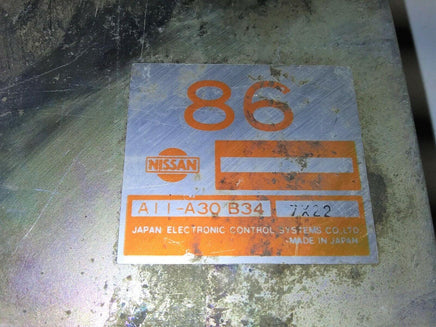 86
NISSAN
A11-A30 B34 7X22
JAPAN ELECTRONIC CONTROL SYSTEMS CO.,LTD.
MADE IN JAPAN